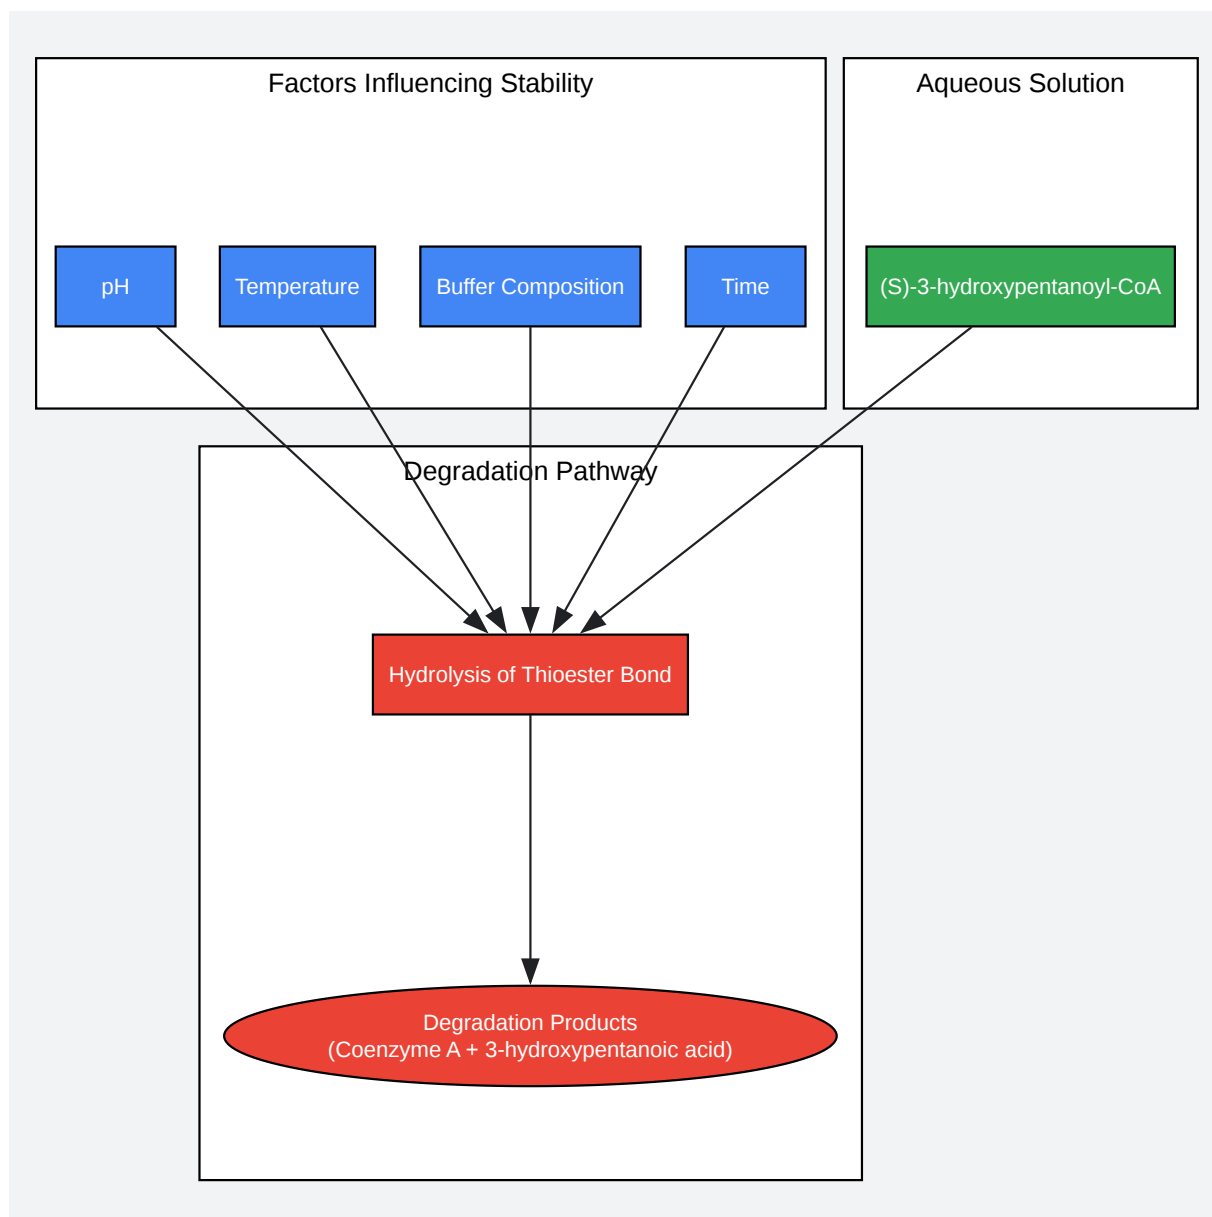 Factors Influencing Stability
Aqueous Solution
pH
Temperature
Buffer Composition
Time
(S)-3-hydroxypentanoyl-CoA
Degradation Pathway
Hydrolysis of Thioester Bond
Degradation Products
(Coenzyme A + 3-hydroxypentanoic acid)